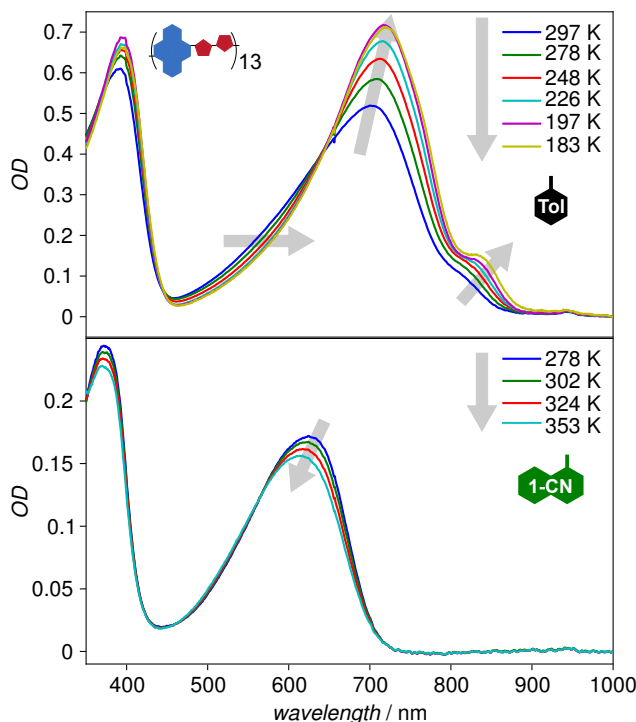 0.7
0.6
0.5
0.4
0.3
0.2
0.1
0
OD
13
297 K
278 K
248 K
226 K
197 K
183 K
Tol
0.2
0.15
0.1
0.05
0
OD
278 K
302 K
324 K
353 K
1-CN
400 500 600 700 800 900 1000
wavelength / nm